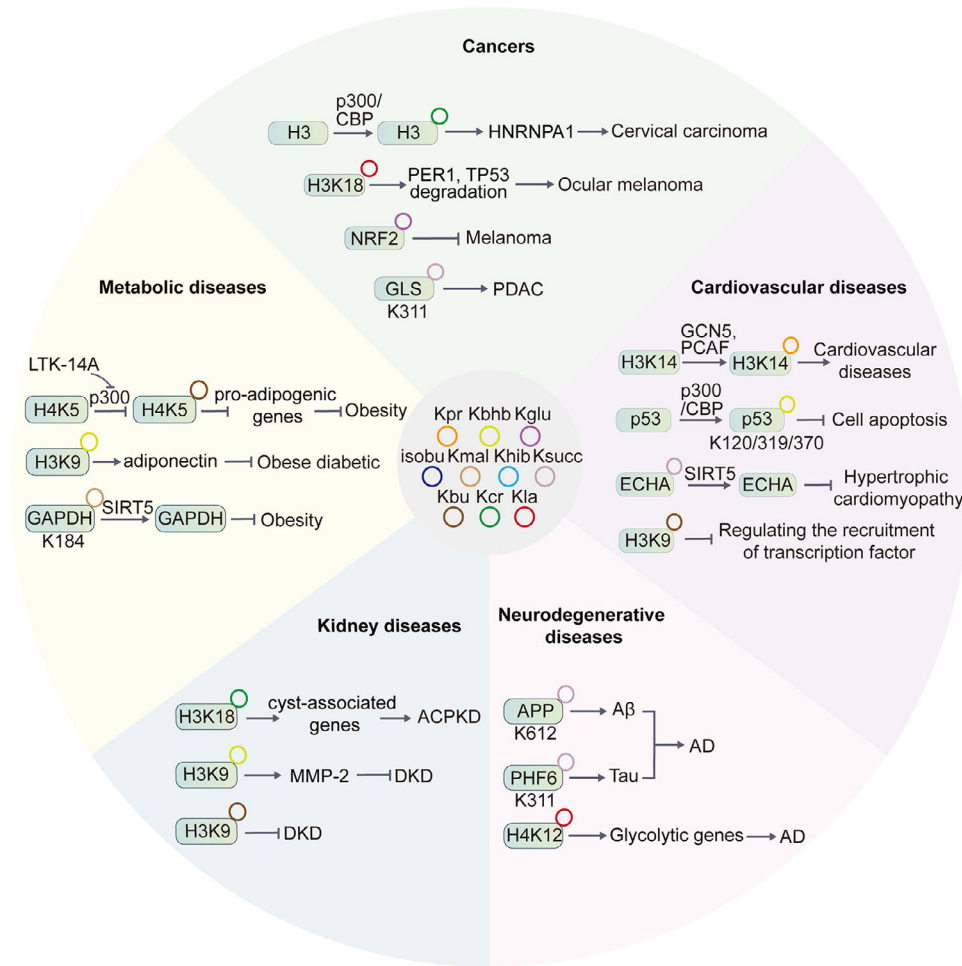 Cancers
p300/
CBP
H3
H3
HNRNPA1
Cervical carcinoma
H3K18
PER1, TP53
degradation
Ocular melanoma
NRF2
Melanoma
GLS
K311
PDAC
Metabolic diseases
LTK-14A
p300
H4K5
H4K5
pro-adipogenic
genes
Obesity
H3K9
adiponectin
Obese diabetic
GAPDH
K184
SIRT5
GAPDH
Obesity
Cardiovascular diseases
GCN5,
PCAF
H3K14
H3K14
Cardiovascular
diseases
p300
/CBP
p53
p53
K120/319/370
Cell apoptosis
ECHA
SIRT5
ECHA
Hypertrophic
cardiomyopathy
H3K9
Regulating the recruitment
of transcription factor
Kpr Kbhb Kglu
isobu Kmal Khib Ksucc
Kbu Kcr Kla
Kidney diseases
H3K18
cyst-associated
genes
ACPKD
H3K9
MMP-2
DKD
H3K9
DKD
Neurodegenerative
diseases
APP
K612
Aβ
AD
PHF6
K311
Tau
H4K12
Glycolytic genes
AD